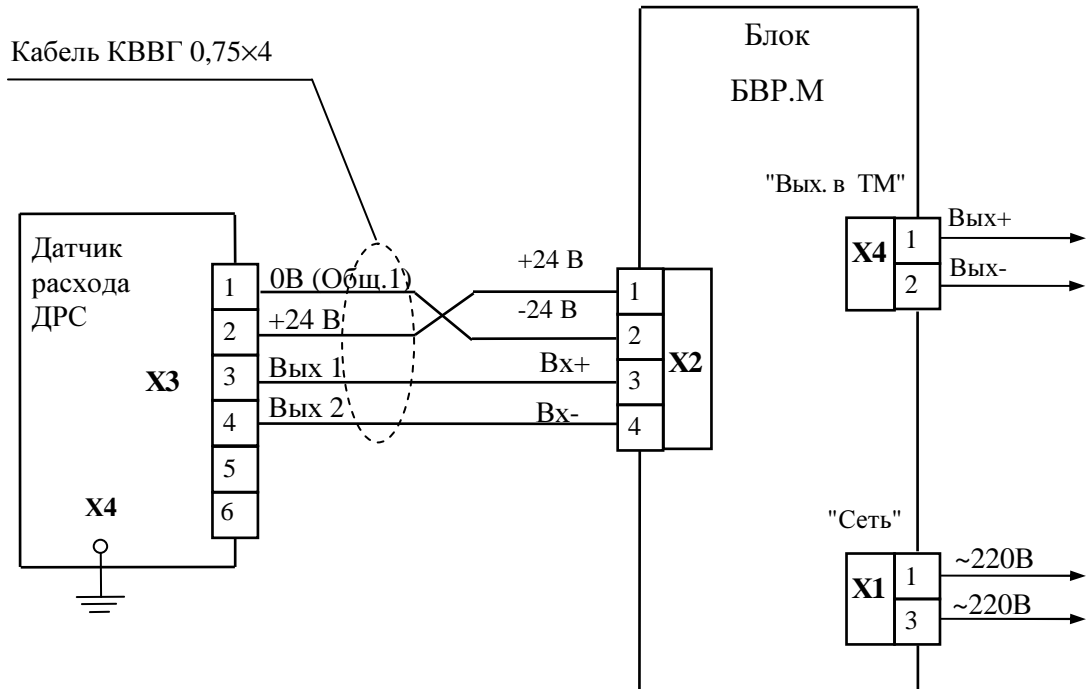 Кабель КВВГ 0,75×4
Блок
БВР.М
"Вых. в ТМ"
Датчик
расхода
ДРС
X3
X4
1
2
3
4
5
6
0В (Общ.1)
+24 В
Вых 1
Вых 2
+24 В
-24 В
Вх+
Вх-
1
2
3
4
X2
X4
1
2
Вых+
Вых-
"Сеть"
X1
1
3
~220В
~220В